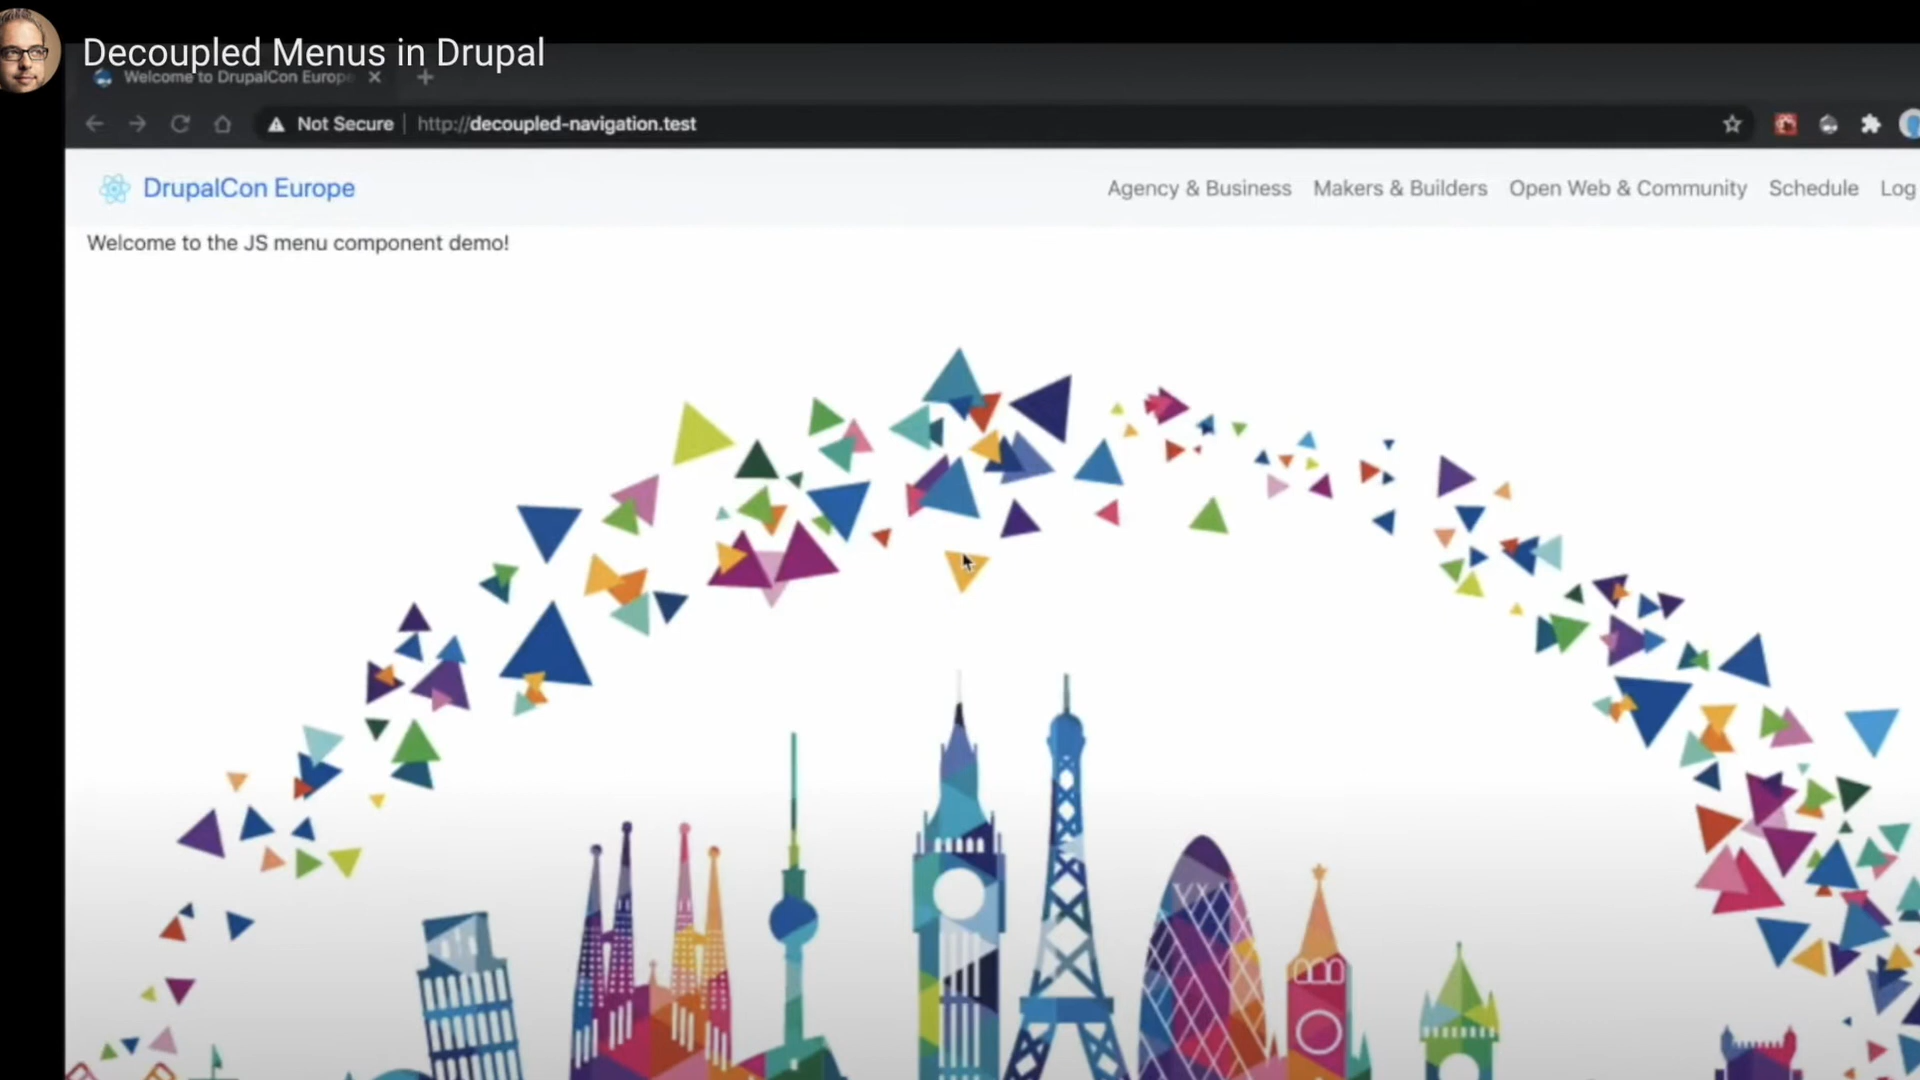 Decoupled Menus in Drupal
Welcome to DrupalCon Europe
Not Secure | http://decoupled-navigation.test
DrupalCon Europe
Agency & Business
Makers & Builders
Open Web & Community
Schedule
Log
Welcome to the JS menu component demo!